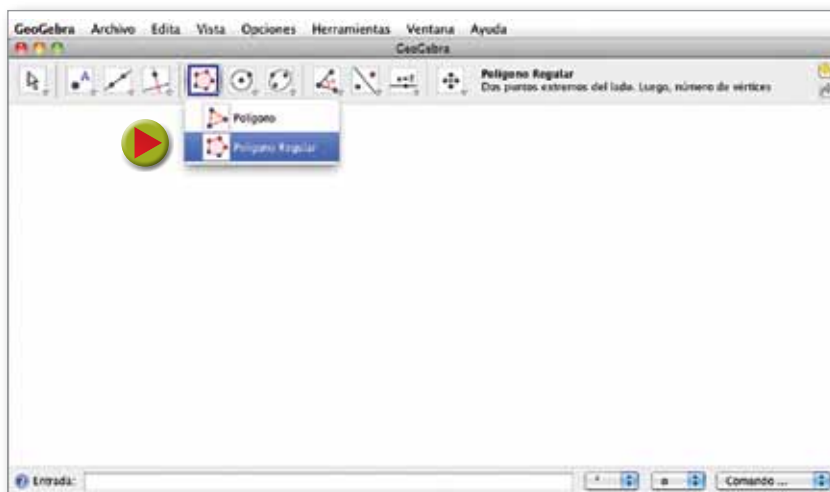 GeoGebra Archivo Edita Vista Opciones Herramientas Ventana Ayuda
GeoGebra
A
Polígono Regular
Dos puntos extremos del lado. Luego, número de vértices
Polígono
Polígono Regular
Entrada:
α
Comando ...